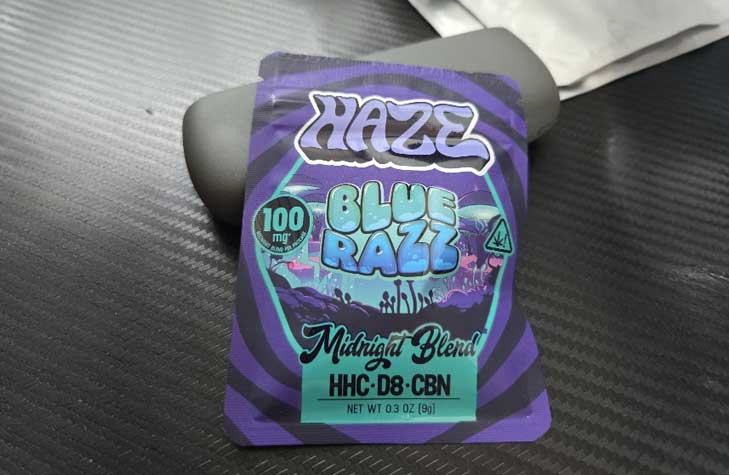 HAZE
BLUE
RAZZ
100
mg*
Midnight Blend
HHC·D8·CBN
NET WT 0.3 OZ (9g)